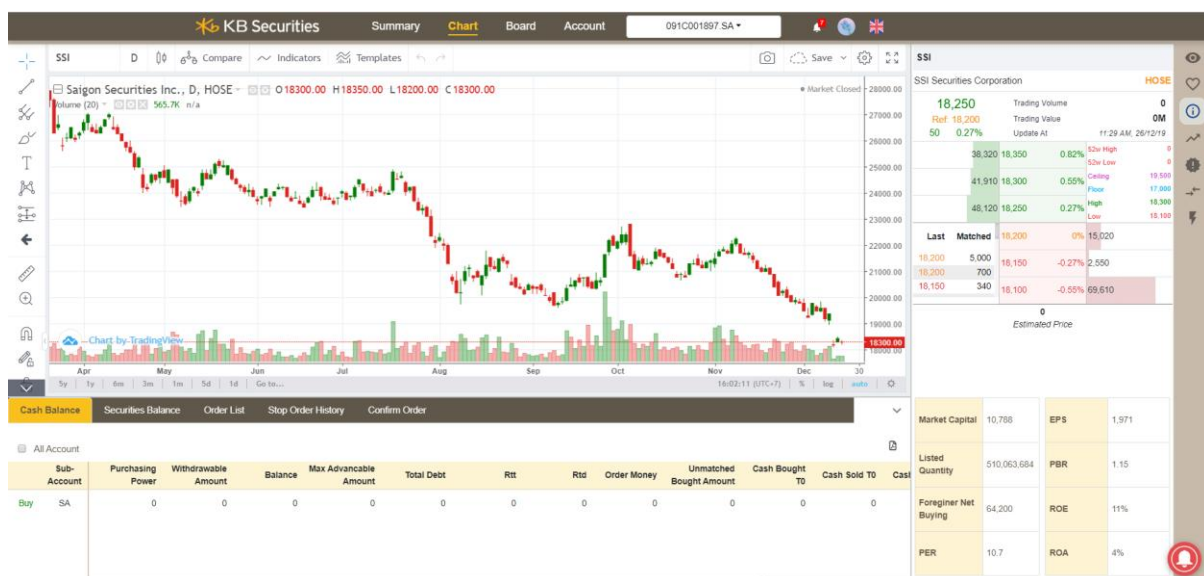 KB Securities Summary Chart Board Account 091C001897.SA
SSI D Compare Indicators Templates Save
Saigon Securities Inc., D, HOSE O18300.00 H18350.00 L18200.00 C18300.00 Market Closed
Volume (20) 565.7K n/a
28000.00
27000.00
26000.00
25000.00
24000.00
23000.00
22000.00
21000.00
20000.00
19000.00
18300.00
18000.00
Chart by TradingView
Apr May Jun Jul Aug Sep Oct Nov Dec 30
5y 1y 6m 3m 1m 5d 1d Go to... 16:02:11 (UTC+7) % log auto
SSI
SSI Securities Corporation HOSE
18,250 Trading Volume 0
Ref: 18,200 Trading Value 0M
50 0.27% Update At 11:29 AM, 26/12/19
38,320 18,350 0.82% 52w High 0
52w Low 0
41,910 18,300 0.55% Ceiling 19,500
Floor 17,000
48,120 18,250 0.27% High 18,300
Low 18,100
Last Matched 18,200 0% 15,020
18,200 5,000
18,200 700
18,150 -0.27% 2,550
18,150 340
18,100 -0.55% 69,610
0
Estimated Price
Cash Balance Securities Balance Order List Stop Order History Confirm Order
All Account
Sub-Account Purchasing Power Withdrawable Amount Balance Max Advancable Amount Total Debt Rtt Rtd Order Money Unmatched Bought Amount Cash Bought T0 Cash Sold T0 Cas
Buy SA 0 0 0 0 0 0 0 0 0 0 0
Market Capital 10,788 EPS 1,971
Listed Quantity 510,063,684 PBR 1.15
Foreginer Net Buying 64,200 ROE 11%
PER 10.7 ROA 4%